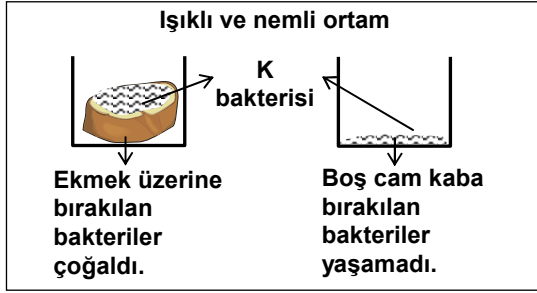 Işıklı ve nemli ortam
K
bakterisi
Ekmek üzerine
bırakılan
bakteriler
çoğaldı.
Boş cam kaba
bırakılan
bakteriler
yaşamadı.